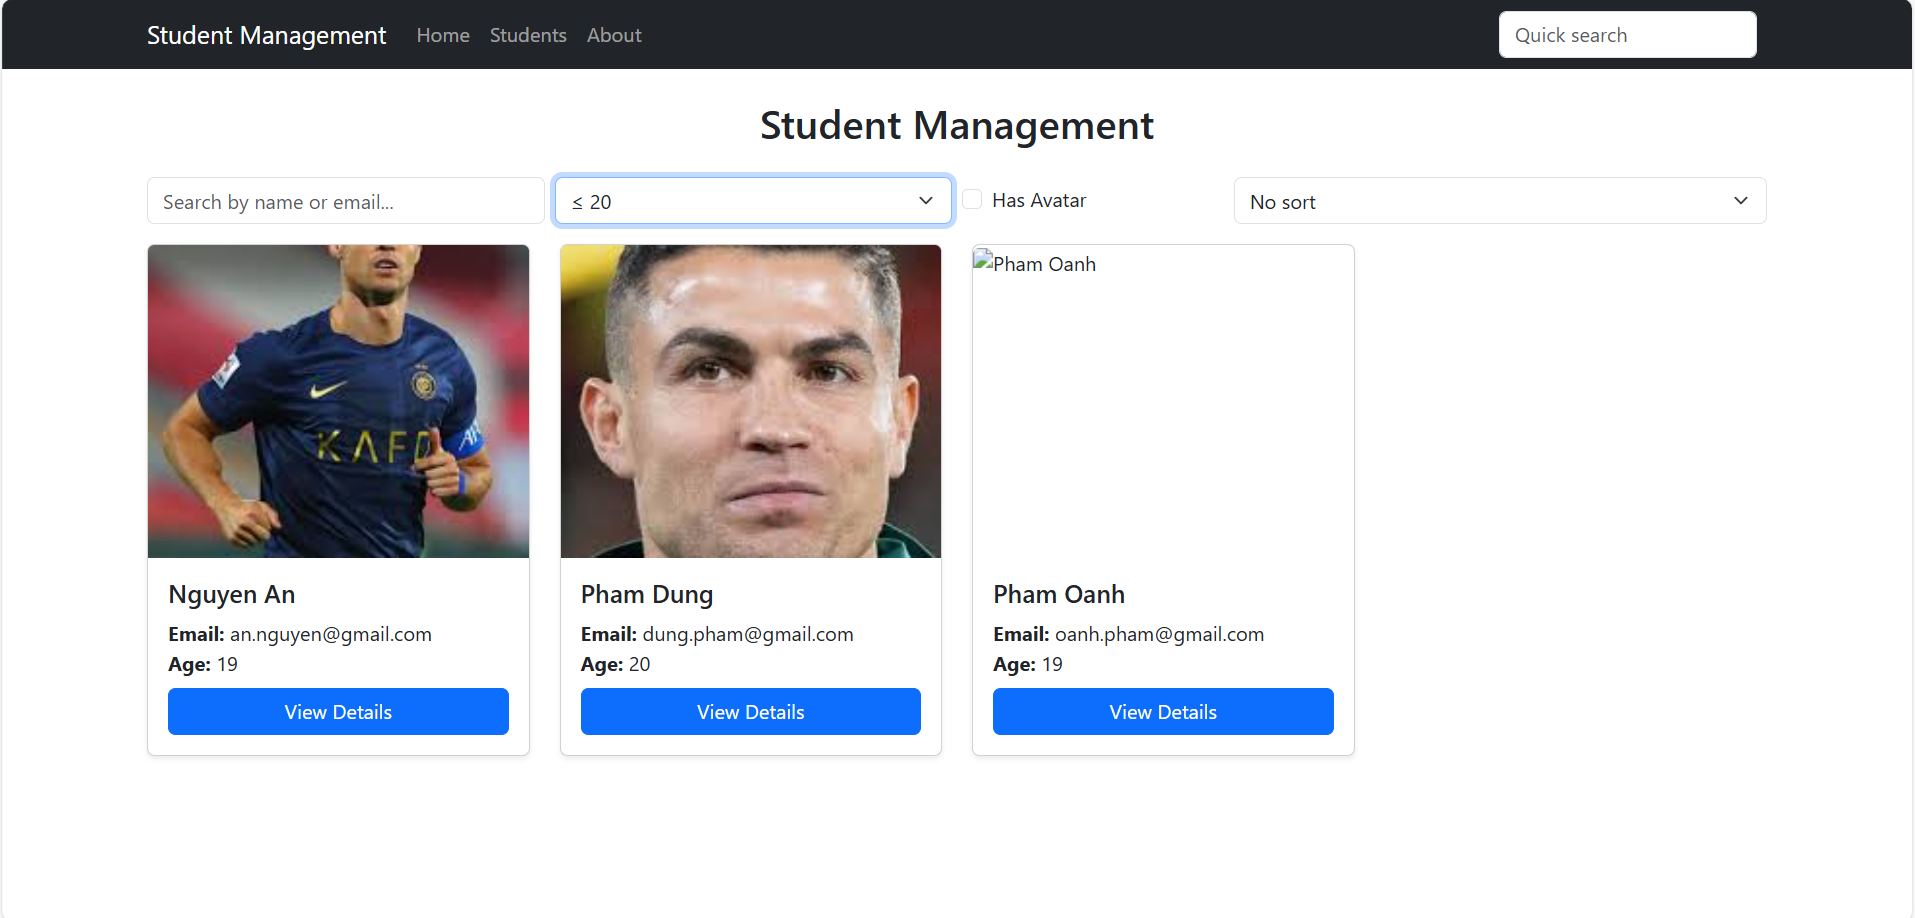 Student Management Home Students About Quick search
Student Management
Search by name or email... ≤ 20 Has Avatar No sort
Pham Oanh
KAFD
Nguyen An
Email: an.nguyen@gmail.com
Age: 19
View Details
Pham Dung
Email: dung.pham@gmail.com
Age: 20
View Details
Pham Oanh
Email: oanh.pham@gmail.com
Age: 19
View Details